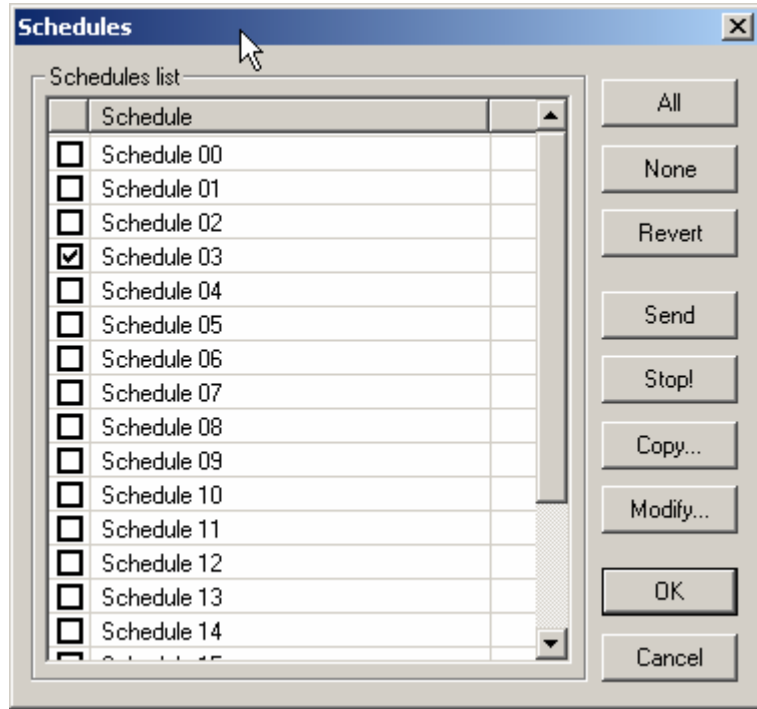 Schedules
Schedules list
Schedule
Schedule 00
Schedule 01
Schedule 02
Schedule 03
Schedule 04
Schedule 05
Schedule 06
Schedule 07
Schedule 08
Schedule 09
Schedule 10
Schedule 11
Schedule 12
Schedule 13
Schedule 14
All
None
Revert
Send
Stop!
Copy...
Modify...
OK
Cancel